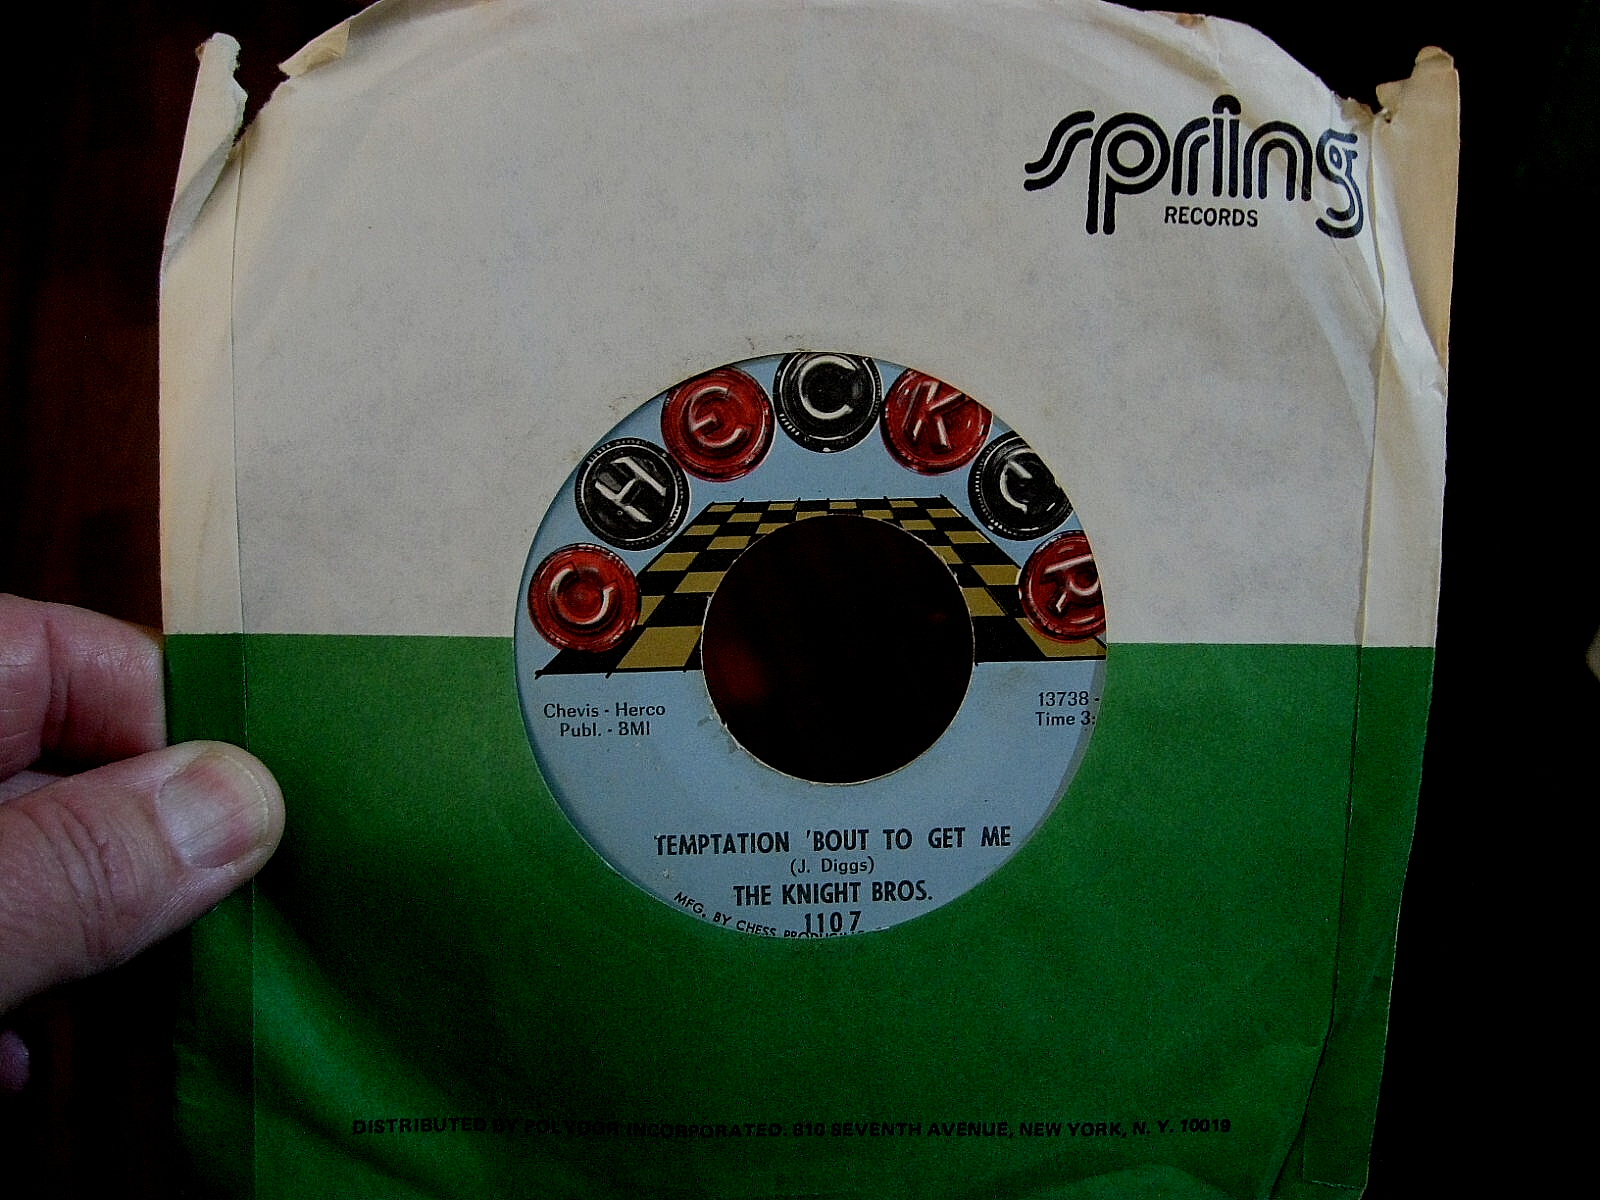 spring
RECORDS
CHECKER
Chevis - Herco
Publ. - BMI
13738 -
Time 3:
TEMPTATION 'BOUT TO GET ME
(J. Diggs)
THE KNIGHT BROS.
1107
MFG. BY CHESS
DISTRIBUTED BY POLYDOR INCORPORATED. 810 SEVENTH AVENUE, NEW YORK, N. Y. 10019